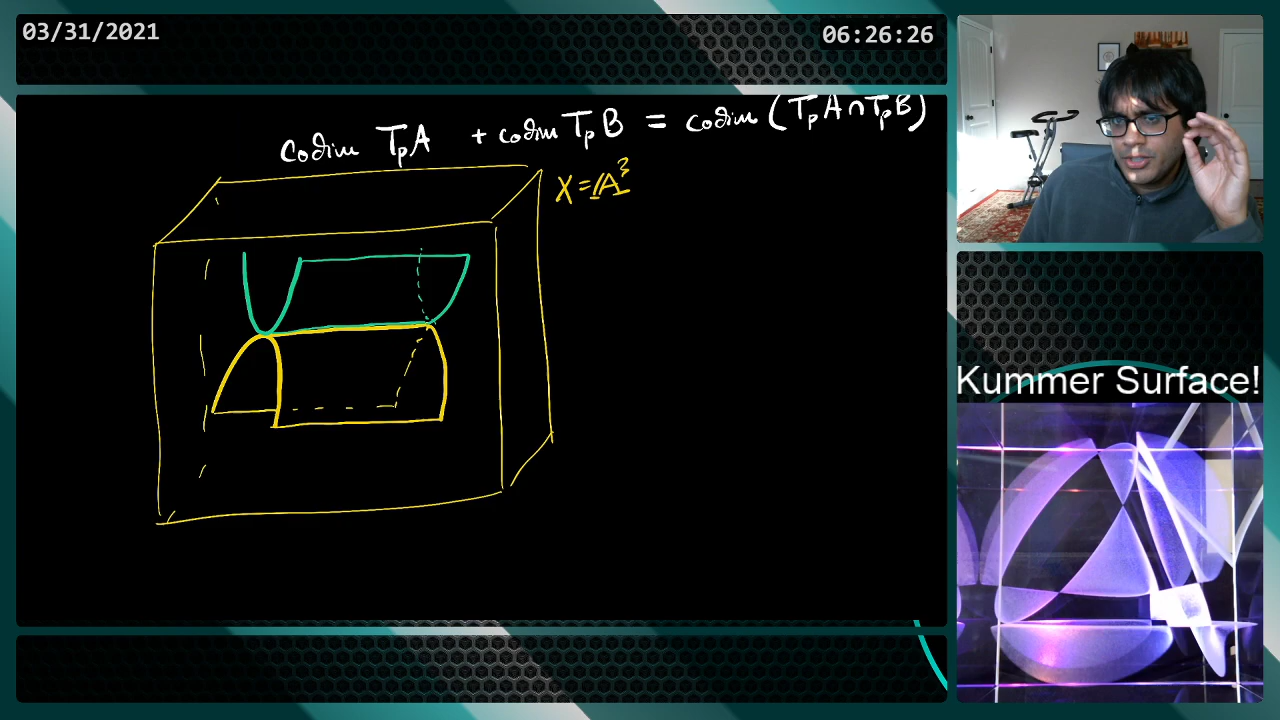 03/31/2021
06:26:26
codim TₚA + codim TₚB = codim (TₚA∩TₚB)
X=𝔸³
Kummer Surface!